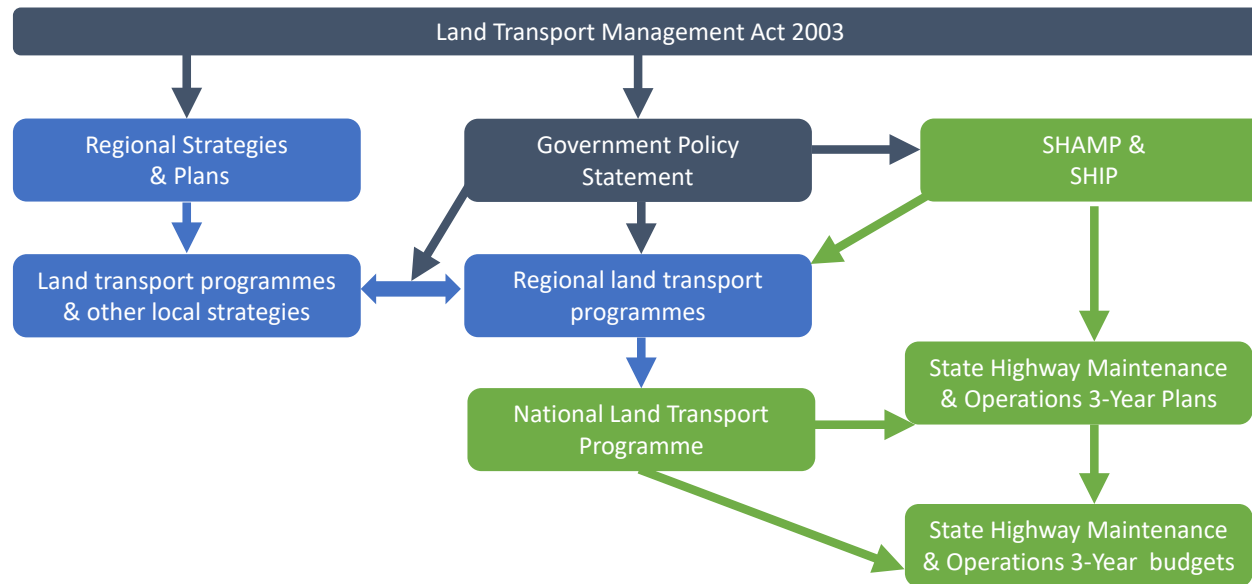 Land Transport Management Act 2003
Regional Strategies
& Plans
Government Policy
Statement
SHAMP &
SHIP
Land transport programmes
& other local strategies
Regional land transport
programmes
State Highway Maintenance
& Operations 3-Year Plans
National Land Transport
Programme
State Highway Maintenance
& Operations 3-Year budgets